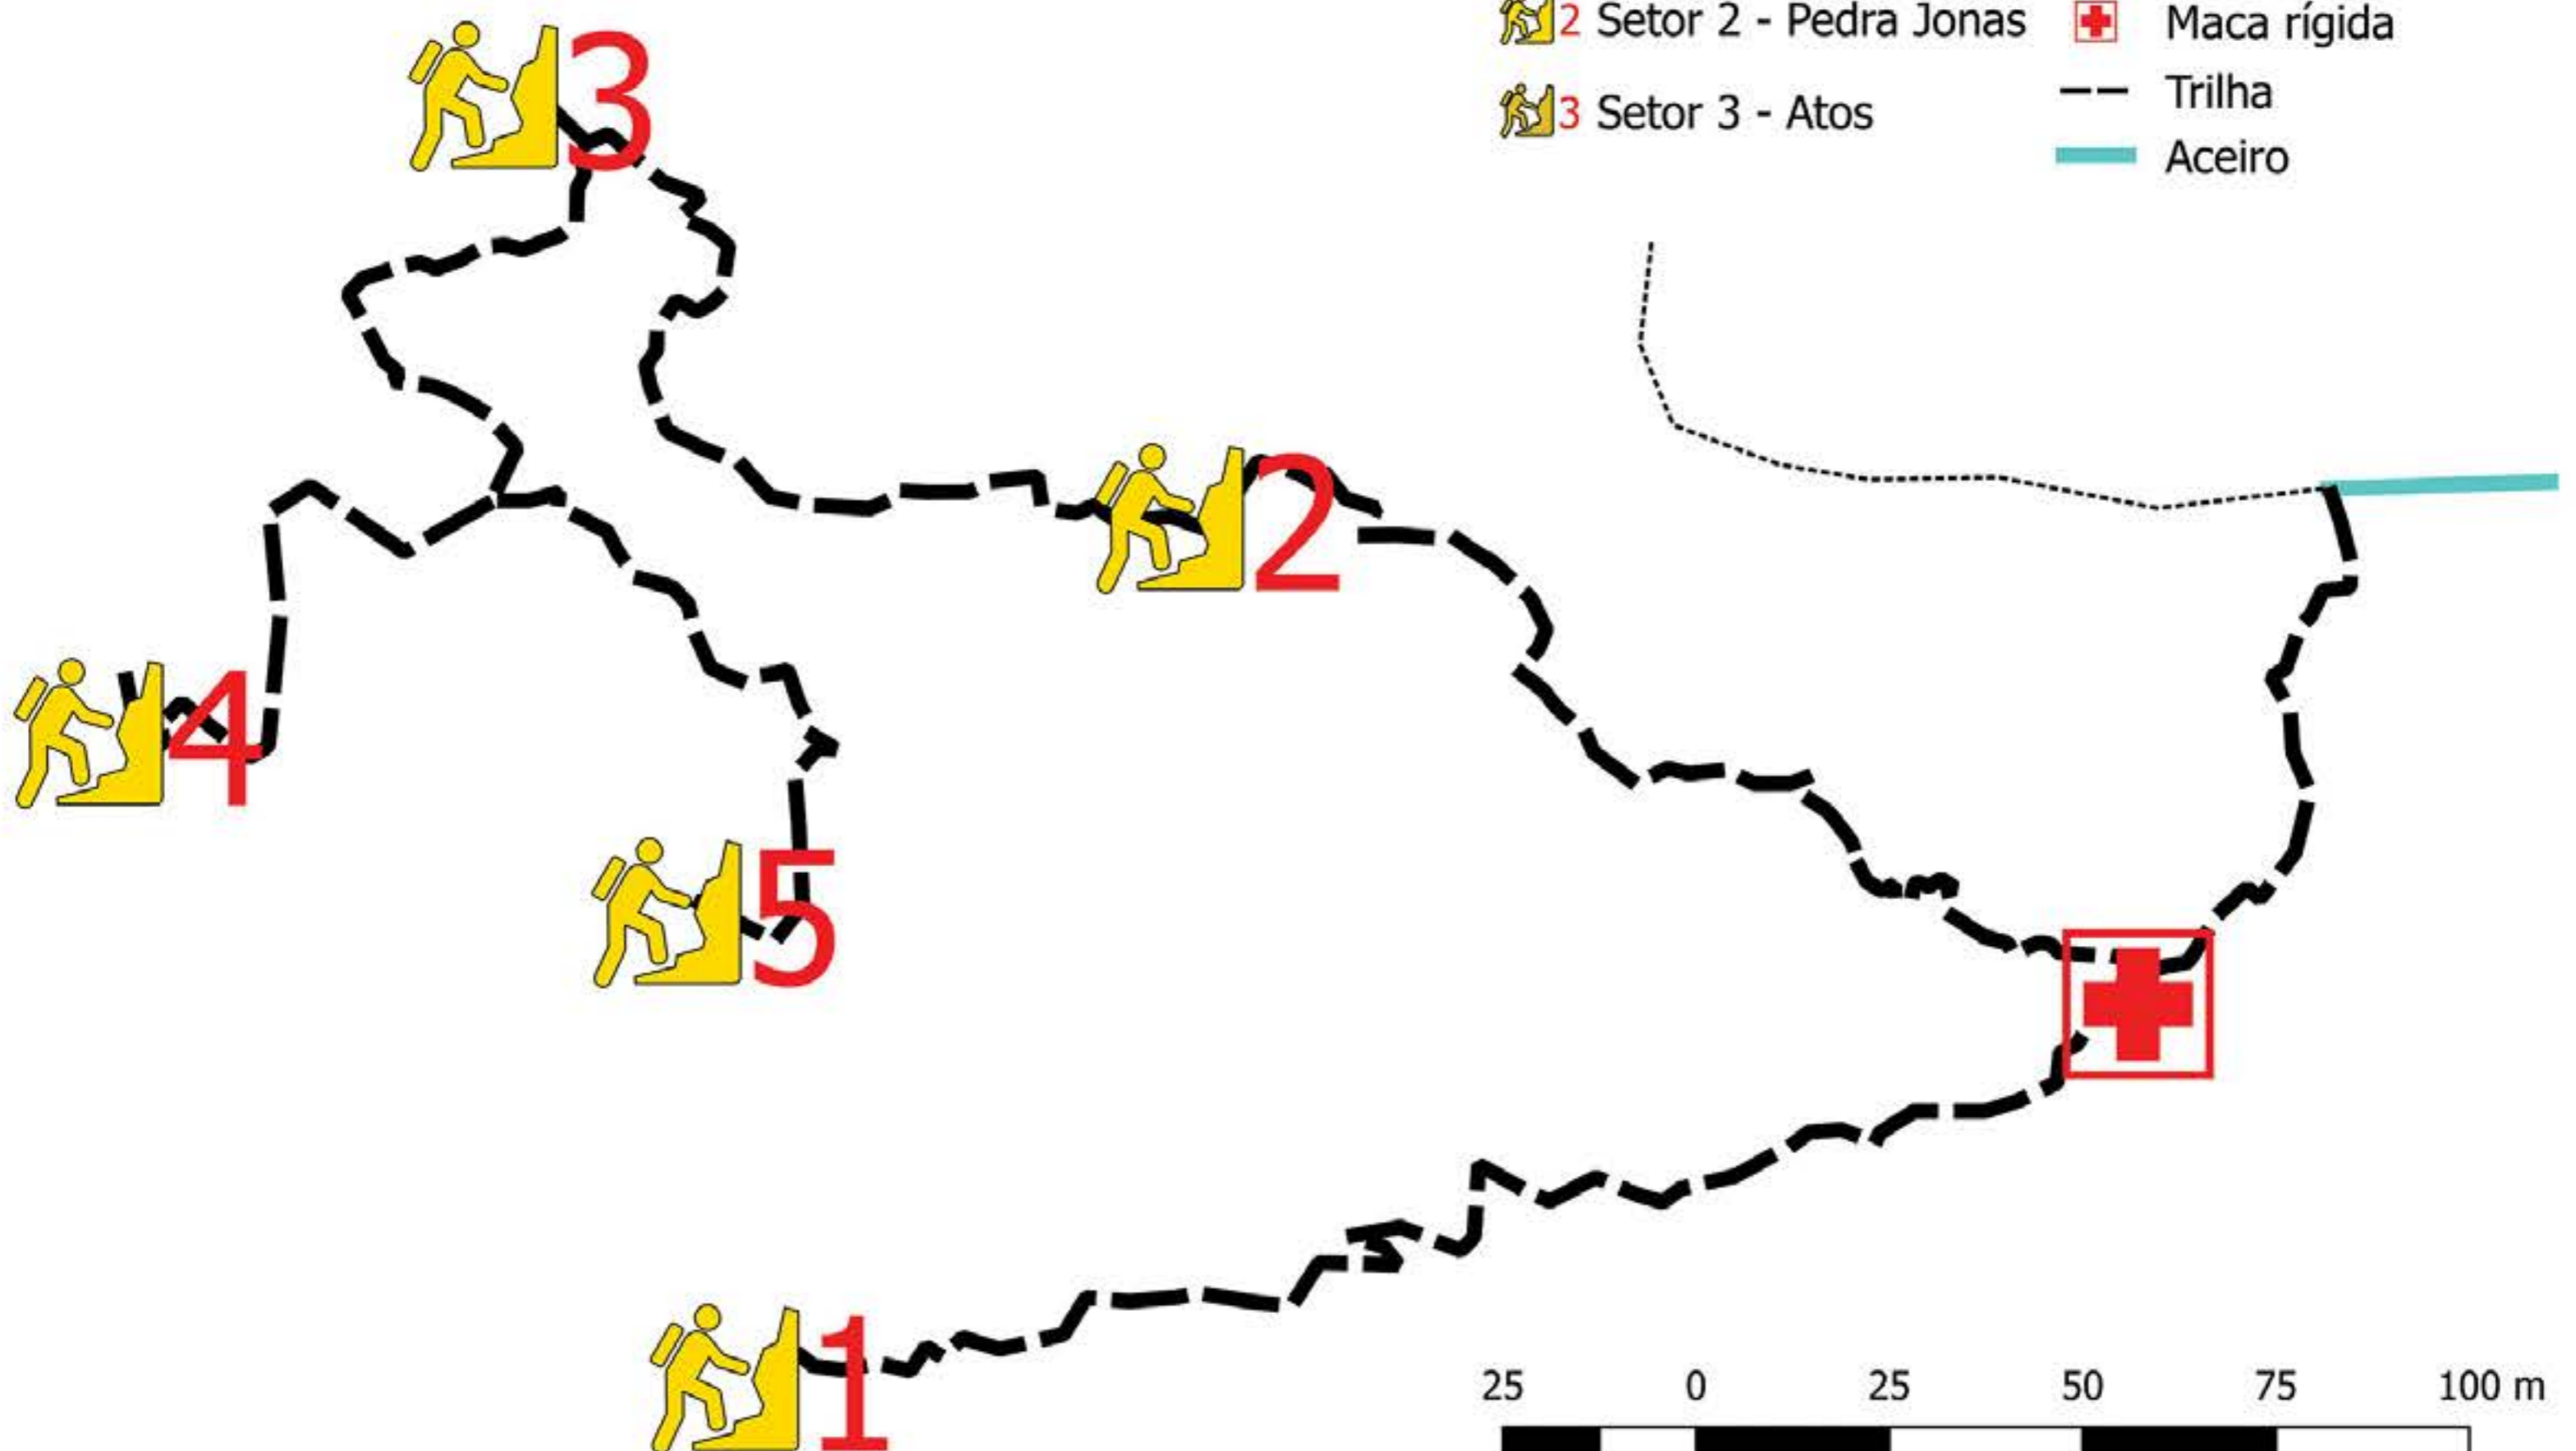 2 Setor 2 - Pedra Jonas
3 Setor 3 - Atos
Maca rígida
Trilha
Aceiro
3
2
4
5
1
25 0 25 50 75 100 m